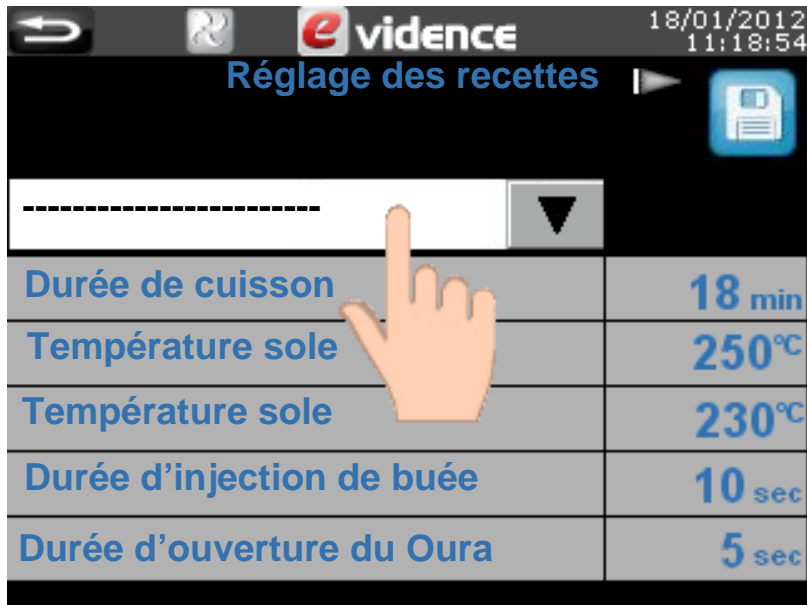 evidence 18/01/2012
11:18:54
Réglage des recettes
------------------------
Durée de cuisson 18 min
Température sole 250°C
Température sole 230°C
Durée d’injection de buée 10 sec
Durée d’ouverture du Oura 5 sec